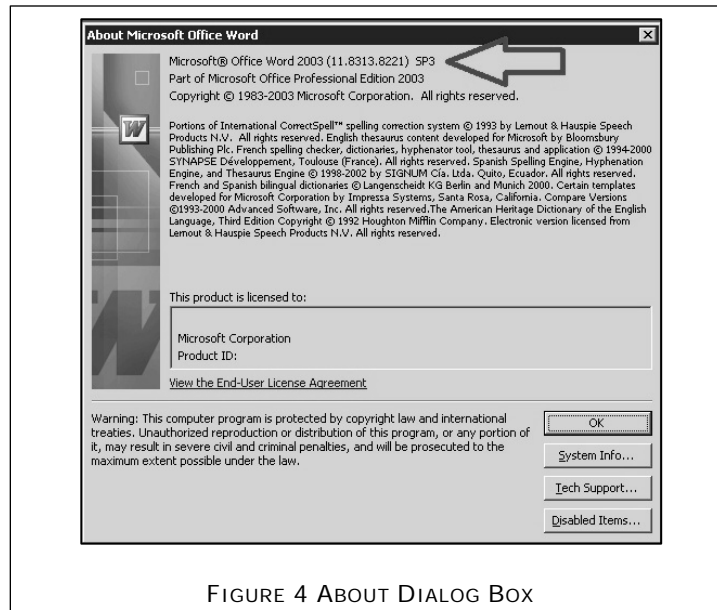 About Microsoft Office Word
Microsoft® Office Word 2003 (11.8313.8221) SP3
Part of Microsoft Office Professional Edition 2003
Copyright © 1983-2003 Microsoft Corporation. All rights reserved.
W
Portions of International CorrectSpell™ spelling correction system © 1993 by Lernout & Hauspie Speech
Products N.V. All rights reserved. English thesaurus content developed for Microsoft by Bloomsbury
Publishing Plc. French spelling checker, dictionaries, hyphenator tool, thesaurus and application © 1994-2000
SYNAPSE Développement, Toulouse (France). All rights reserved. Spanish Spelling Engine, Hyphenation
Engine, and Thesaurus Engine © 1998-2002 by SIGNUM Cía. Ltda. Quito, Ecuador. All rights reserved.
French and Spanish bilingual dictionaries © Langenscheidt KG Berlin and Munich 2000. Certain templates
developed for Microsoft Corporation by Impressa Systems, Santa Rosa, California. Compare Versions
©1993-2000 Advanced Software, Inc. All rights reserved.The American Heritage Dictionary of the English
Language, Third Edition Copyright © 1992 Houghton Mifflin Company. Electronic version licensed from
Lernout & Hauspie Speech Products N.V. All rights reserved.
This product is licensed to:
Microsoft Corporation
Product ID:
View the End-User License Agreement
Warning: This computer program is protected by copyright law and international
treaties. Unauthorized reproduction or distribution of this program, or any portion of
it, may result in severe civil and criminal penalties, and will be prosecuted to the
maximum extent possible under the law.
OK
System Info...
Tech Support...
Disabled Items...
FIGURE 4 ABOUT DIALOG BOX